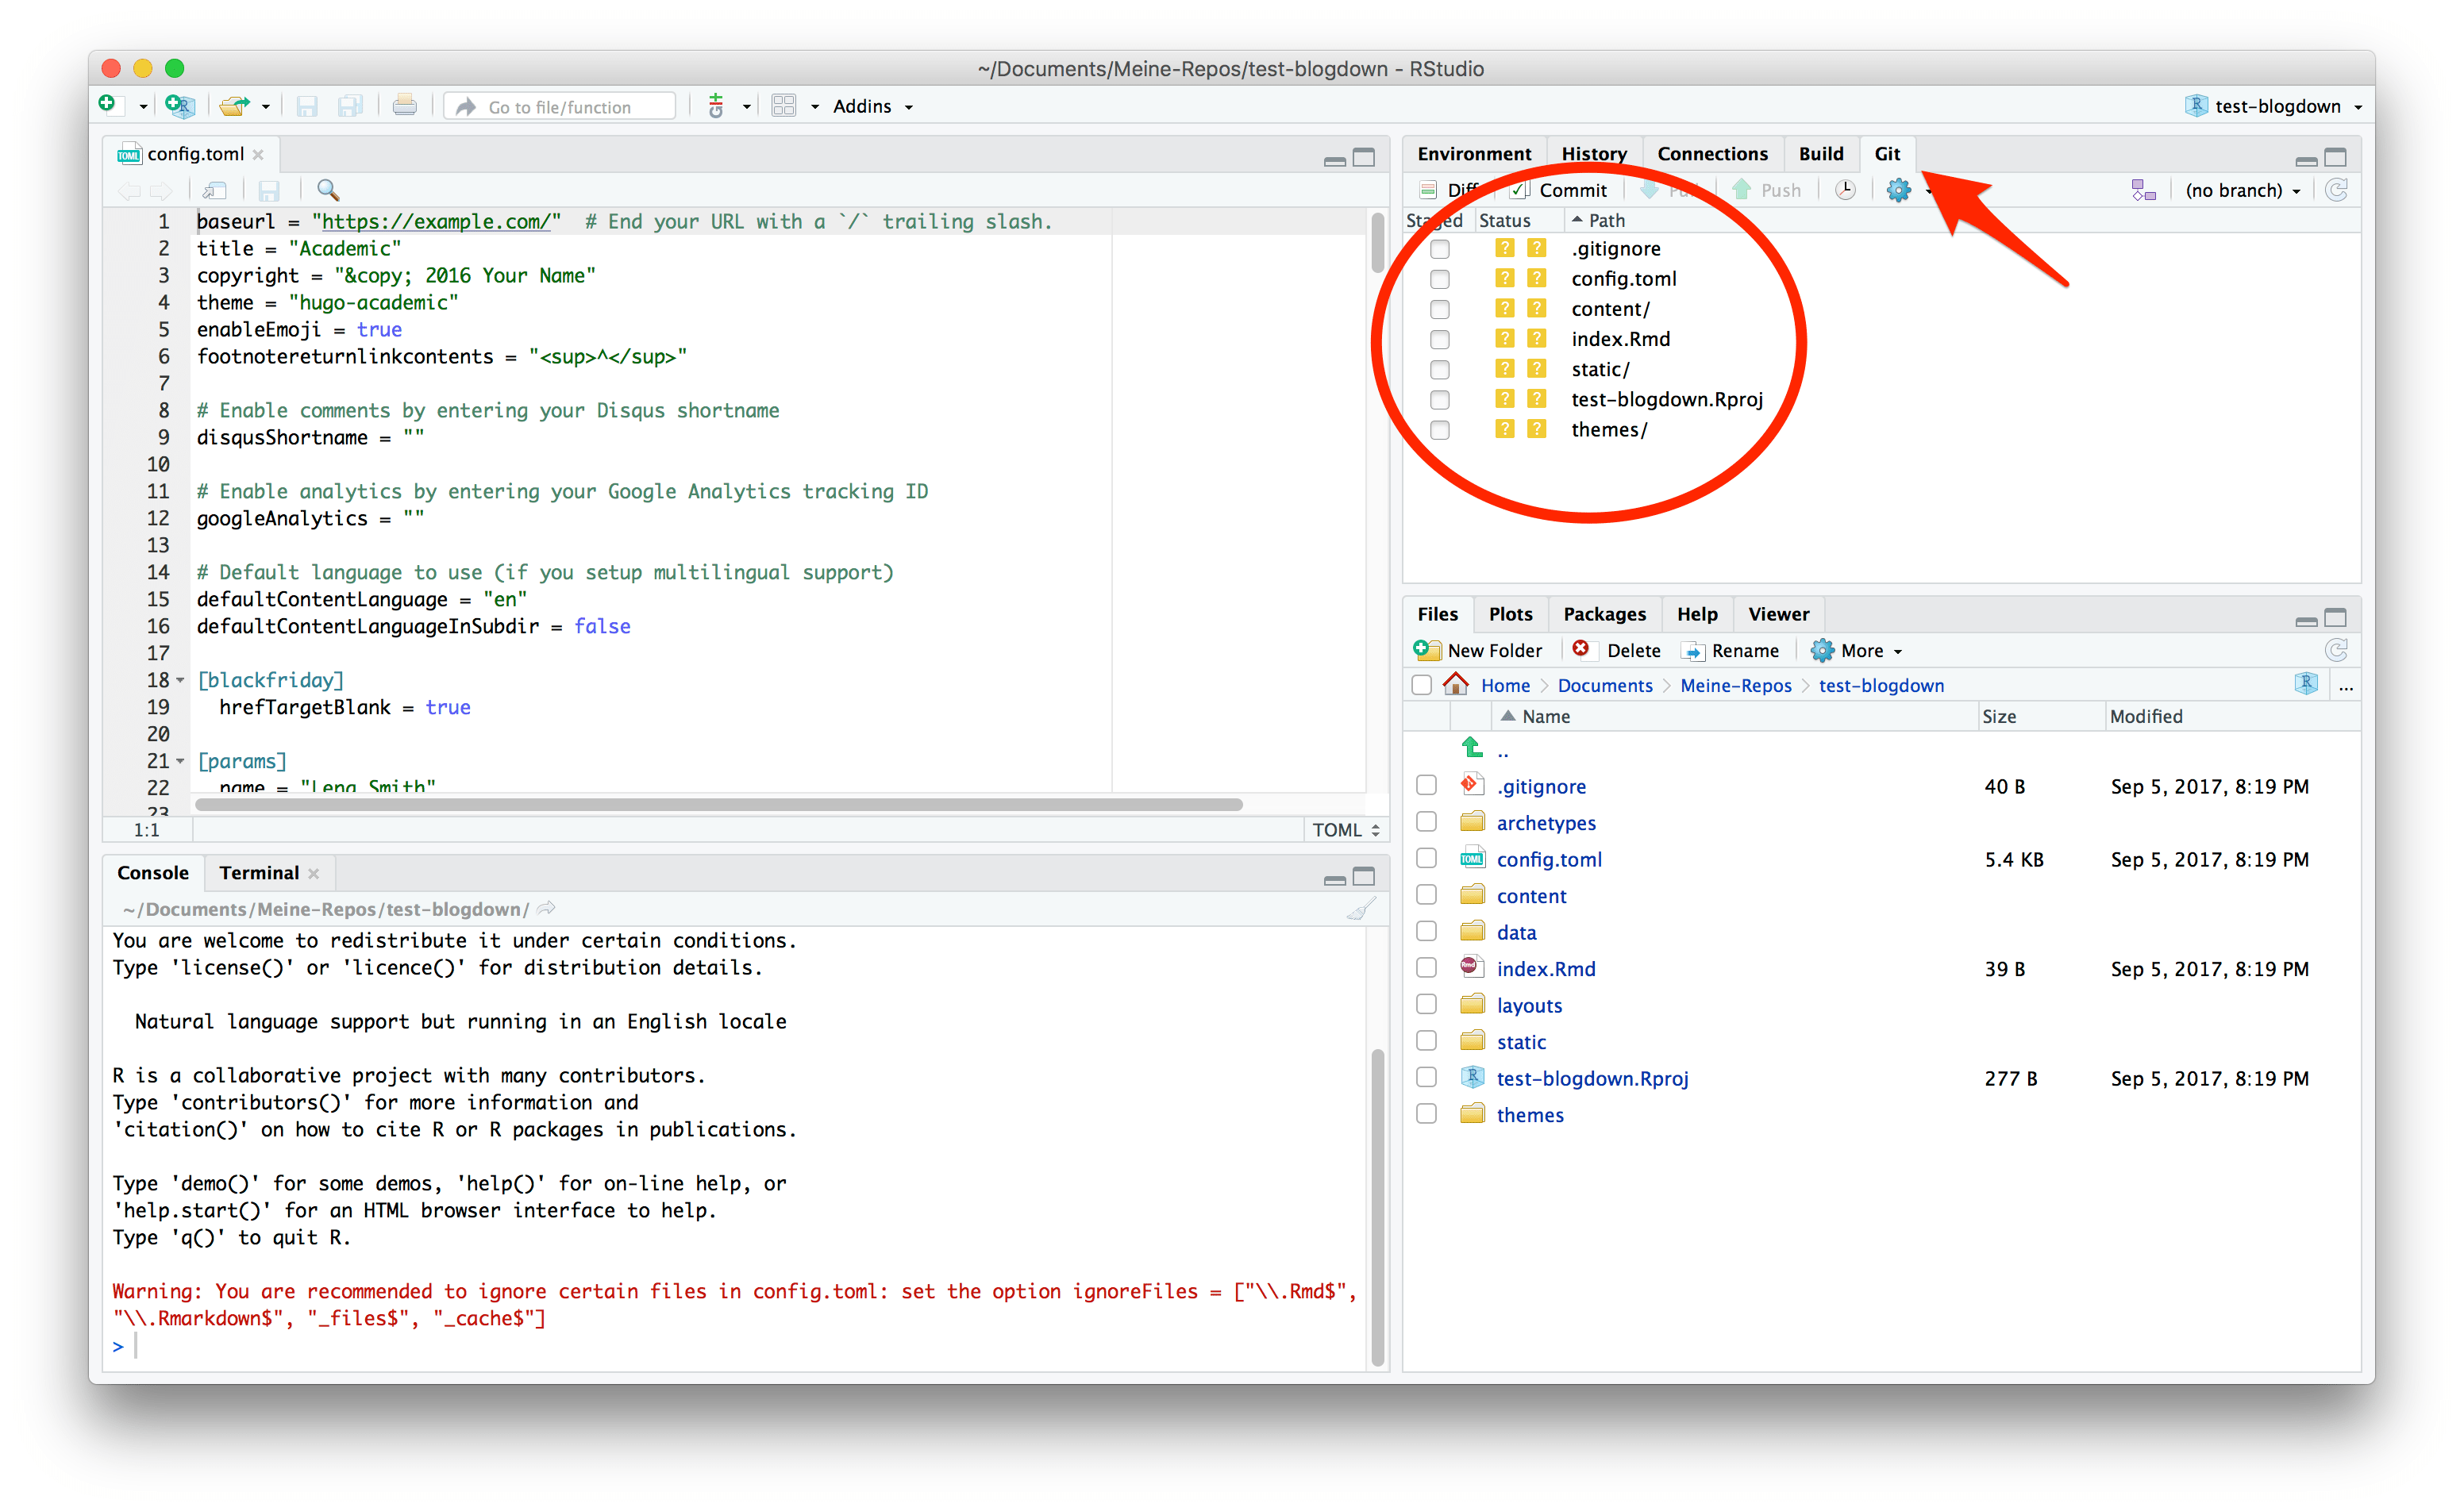 ~/Documents/Meine-Repos/test-blogdown - RStudio
Go to file/function
Addins
test-blogdown
config.toml
1 baseurl = "https://example.com/"  # End your URL with a `/` trailing slash.
2 title = "Academic"
3 copyright = "&copy; 2016 Your Name"
4 theme = "hugo-academic"
5 enableEmoji = true
6 footnotereturnlinkcontents = "<sup>^</sup>"
7
8 # Enable comments by entering your Disqus shortname
9 disqusShortname = ""
10
11 # Enable analytics by entering your Google Analytics tracking ID
12 googleAnalytics = ""
13
14 # Default language to use (if you setup multilingual support)
15 defaultContentLanguage = "en"
16 defaultContentLanguageInSubdir = false
17
18 [blackfriday]
19 hrefTargetBlank = true
20
21 [params]
22 name = "Lena Smith"
23
1:1
TOML
Console Terminal
~/Documents/Meine-Repos/test-blogdown/
You are welcome to redistribute it under certain conditions.
Type 'license()' or 'licence()' for distribution details.
Natural language support but running in an English locale
R is a collaborative project with many contributors.
Type 'contributors()' for more information and
'citation()' on how to cite R or R packages in publications.
Type 'demo()' for some demos, 'help()' for on-line help, or
'help.start()' for an HTML browser interface to help.
Type 'q()' to quit R.
Warning: You are recommended to ignore certain files in config.toml: set the option ignoreFiles = ["\\.Rmd$",
"\\.Rmarkdown$", "_files$", "_cache$"]
>
Environment History Connections Build Git
Diff Commit Pull Push (no branch)
Staged Status Path
? ? .gitignore
? ? config.toml
? ? content/
? ? index.Rmd
? ? static/
? ? test-blogdown.Rproj
? ? themes/
Files Plots Packages Help Viewer
New Folder Delete Rename More
Home Documents Meine-Repos test-blogdown ...
Name Size Modified
..
.gitignore 40 B Sep 5, 2017, 8:19 PM
archetypes
TOML config.toml 5.4 KB Sep 5, 2017, 8:19 PM
content
data
Rmd index.Rmd 39 B Sep 5, 2017, 8:19 PM
layouts
static
test-blogdown.Rproj 277 B Sep 5, 2017, 8:19 PM
themes